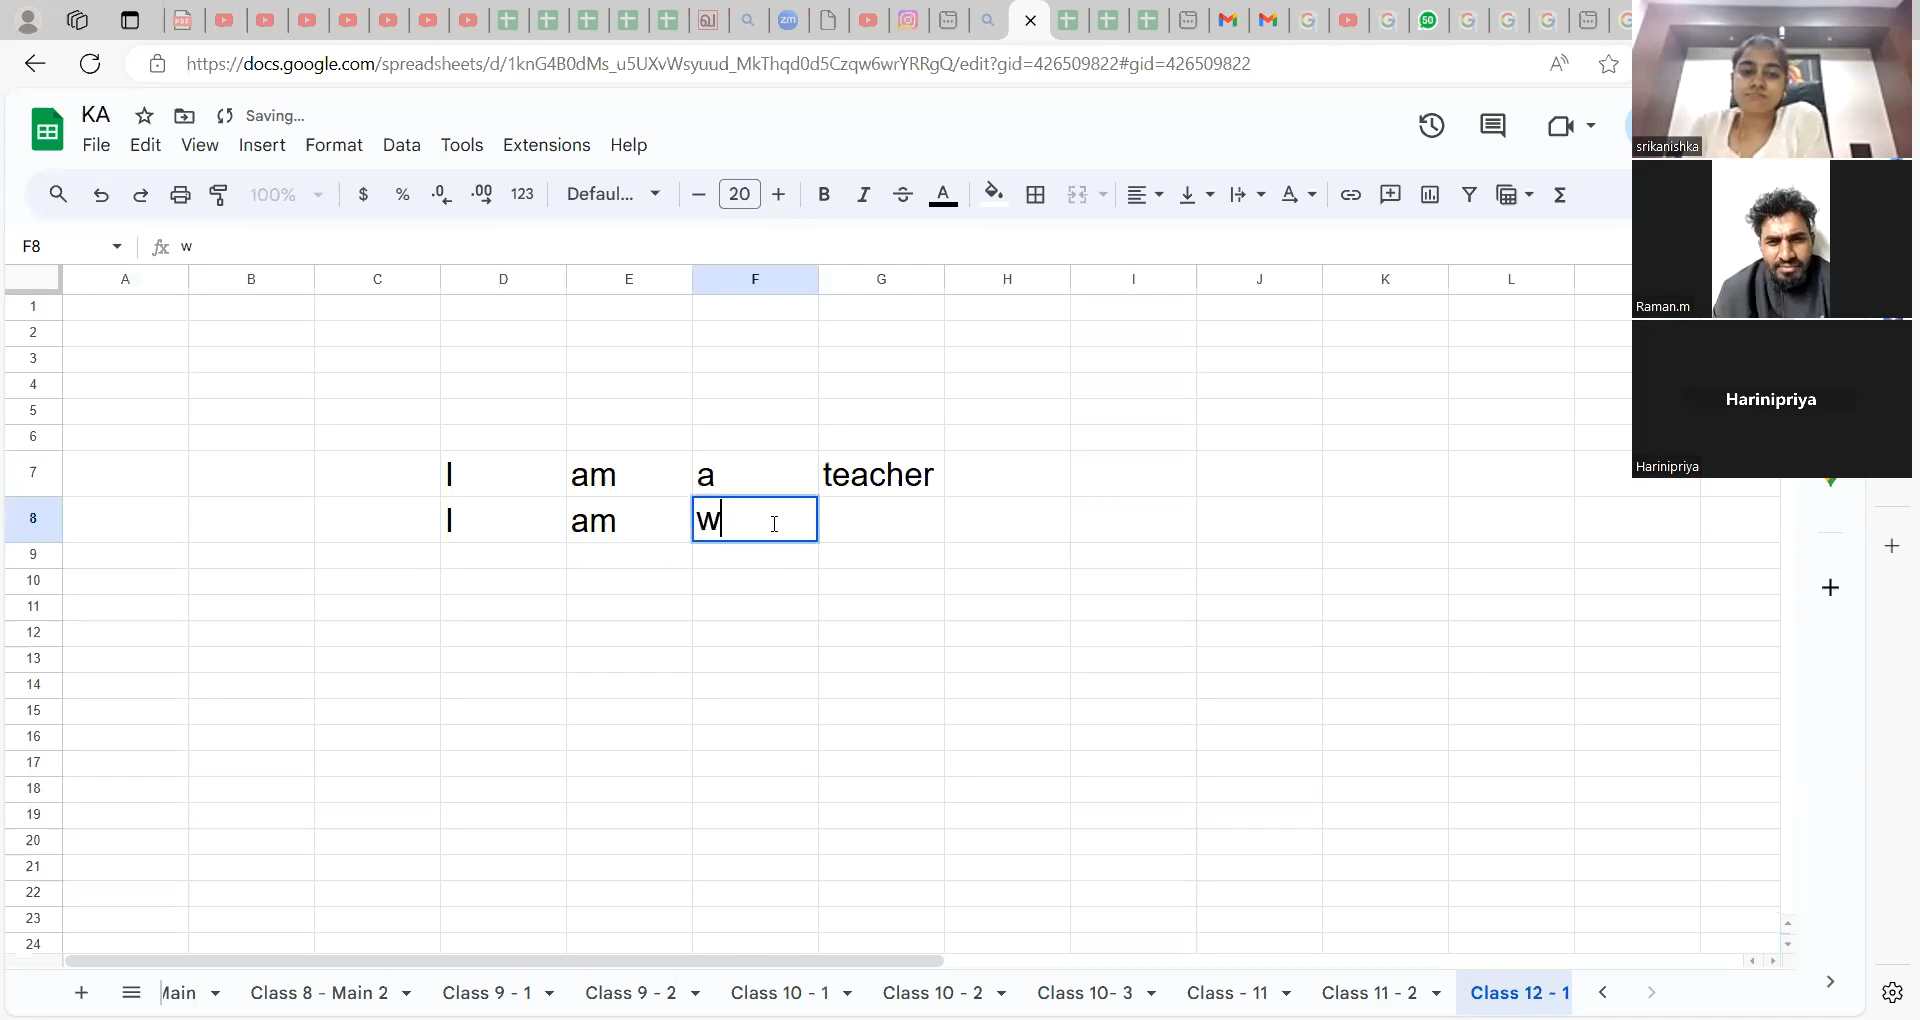 zm
50
https://docs.google.com/spreadsheets/d/1knG4B0dMs_u5UXvWsyuud_MkThqd0d5Czqw6wrYRRgQ/edit?gid=426509822#gid=426509822
KA
Saving...
File Edit View Insert Format Data Tools Extensions Help
100% $ % .0 .00 123 Defaul... 20 B I S A
F8 fx w
A B C D E F G H I J K L
1
2
3
4
5
6
7 I am a teacher
8 I am w
9
10
11
12
13
14
15
16
17
18
19
20
21
22
23
24
Class 8 - Main 2 Class 9 - 1 Class 9 - 2 Class 10 - 1 Class 10 - 2 Class 10- 3 Class - 11 Class 11 - 2 Class 12 - 1
srikanishka
Raman.m
Harinipriya
Harinipriya